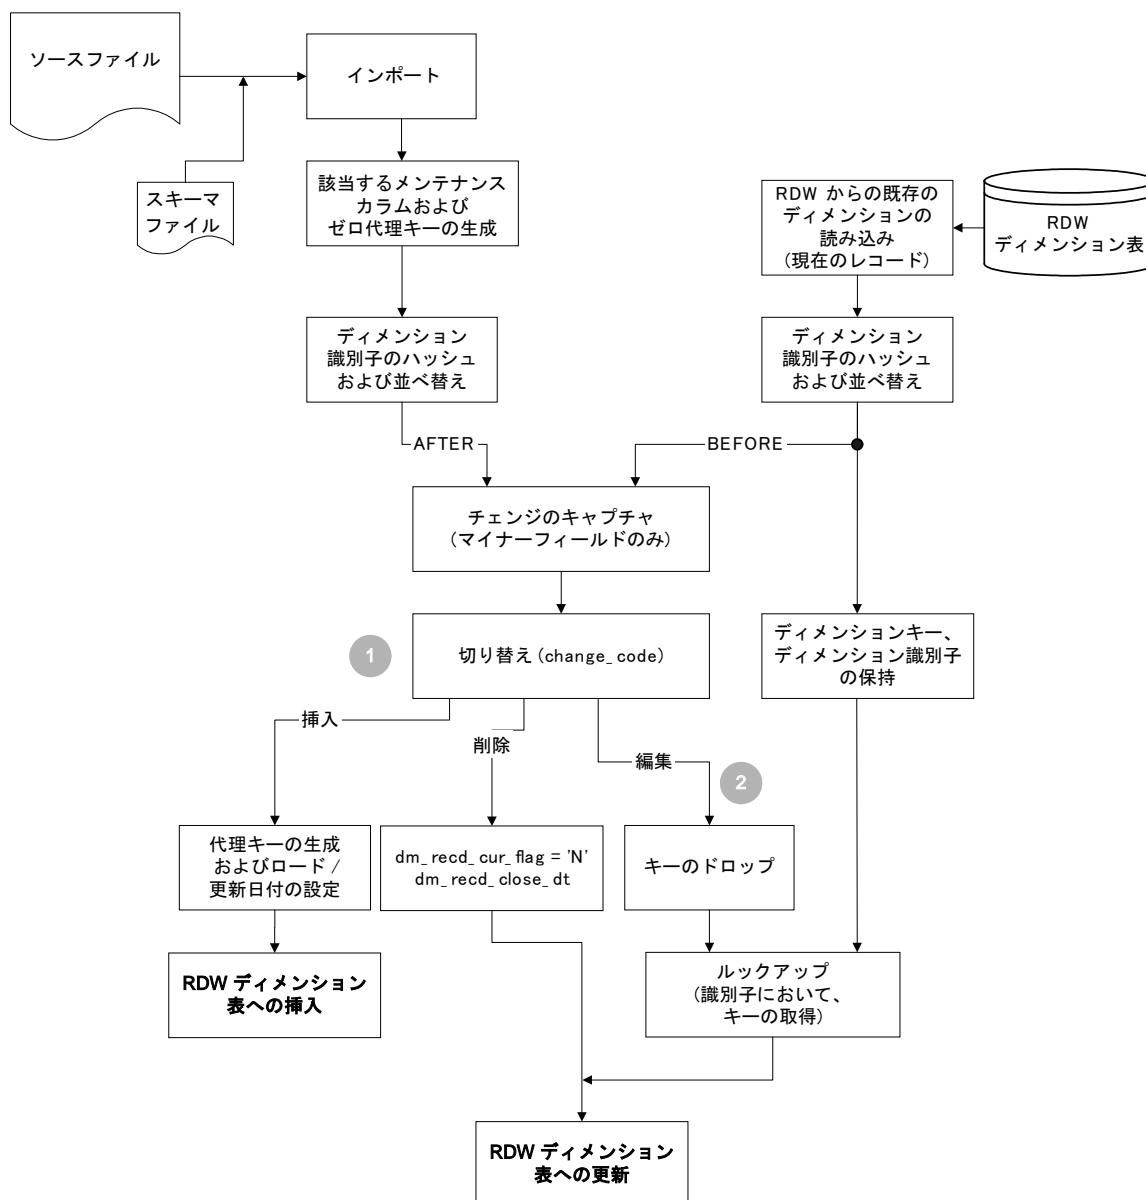 ソースファイル
インポート
スキーマ
ファイル
該当するメンテナンス
カラムおよび
ゼロ代理キーの生成
RDW からの既存の
ディメンションの
読み込み
(現在のレコード)
RDW
ディメンション表
ディメンション
識別子のハッシュ
および並べ替え
ディメンション
識別子のハッシュ
および並べ替え
AFTER
BEFORE
チェンジのキャプチャ
(マイナーフィールドのみ)
1
切り替え (change_code)
ディメンションキー、
ディメンション識別子
の保持
挿入
削除
編集
2
代理キーの生成
およびロード /
更新日付の設定
dm_recd_cur_flag = 'N'
dm_recd_close_dt
キーのドロップ
RDW ディメンション
表への挿入
ルックアップ
(識別子において、
キーの取得)
RDW ディメンション
表への更新